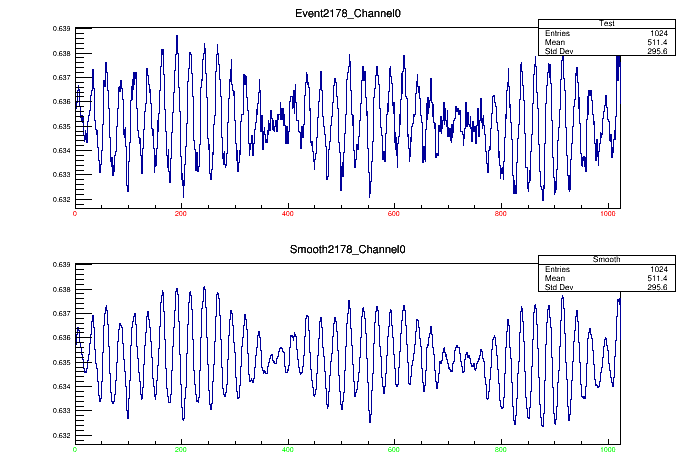 Event2178_Channel0
Test
Entries 1024
Mean 511.4
Std Dev 295.6
0.639
0.638
0.637
0.636
0.635
0.634
0.633
0.632
0 200 400 600 800 1000
Smooth2178_Channel0
Smooth
Entries 1024
Mean 511.4
Std Dev 295.6
0.639
0.638
0.637
0.636
0.635
0.634
0.633
0.632
0 200 400 600 800 1000